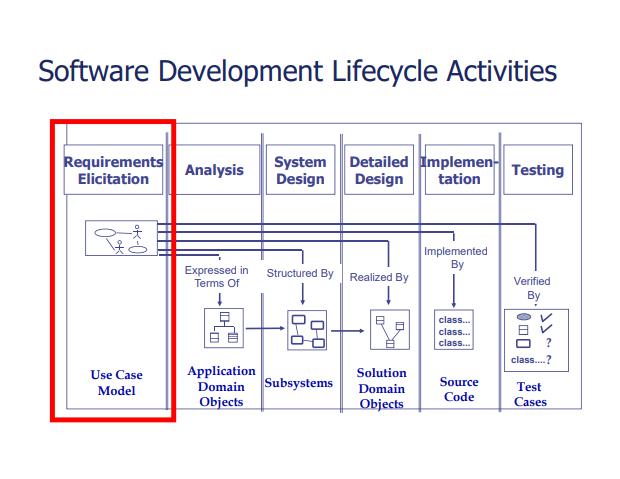 Software Development Lifecycle Activities
Requirements
Elicitation
Analysis
System
Design
Detailed
Design
Implemen-
tation
Testing
Expressed in
Terms Of
Structured By
Realized By
Implemented
By
Verified
By
class...
class...
class...
?
class....?
Use Case
Model
Application
Domain
Objects
Subsystems
Solution
Domain
Objects
Source
Code
Test
Cases